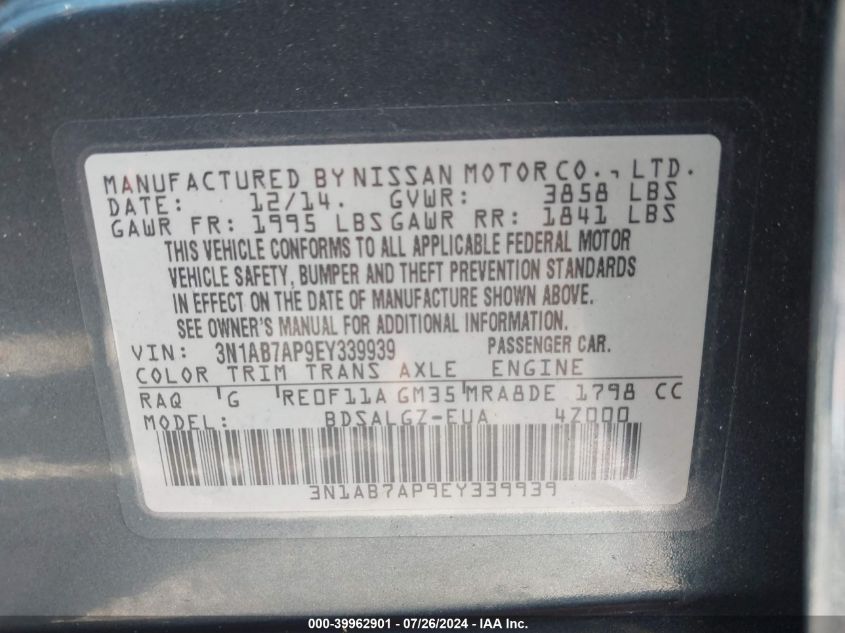 MANUFACTURED BY NISSAN MOTOR CO., LTD.
DATE: 12/14. GVWR: 3858 LBS
GAWR FR: 1995 LBS GAWR RR: 1841 LBS
THIS VEHICLE CONFORMS TO ALL APPLICABLE FEDERAL MOTOR
VEHICLE SAFETY, BUMPER AND THEFT PREVENTION STANDARDS
IN EFFECT ON THE DATE OF MANUFACTURE SHOWN ABOVE.
SEE OWNER'S MANUAL FOR ADDITIONAL INFORMATION.
VIN: 3N1AB7AP9EY339939 PASSENGER CAR.
COLOR TRIM TRANS AXLE ENGINE
RAQ G RE0F11A GM35 MRA8DE 1798 CC
MODEL: BDSALGZ-EUA 4Z000
3N1AB7AP9EY339939
000-39962901 - 07/26/2024 - IAA Inc.